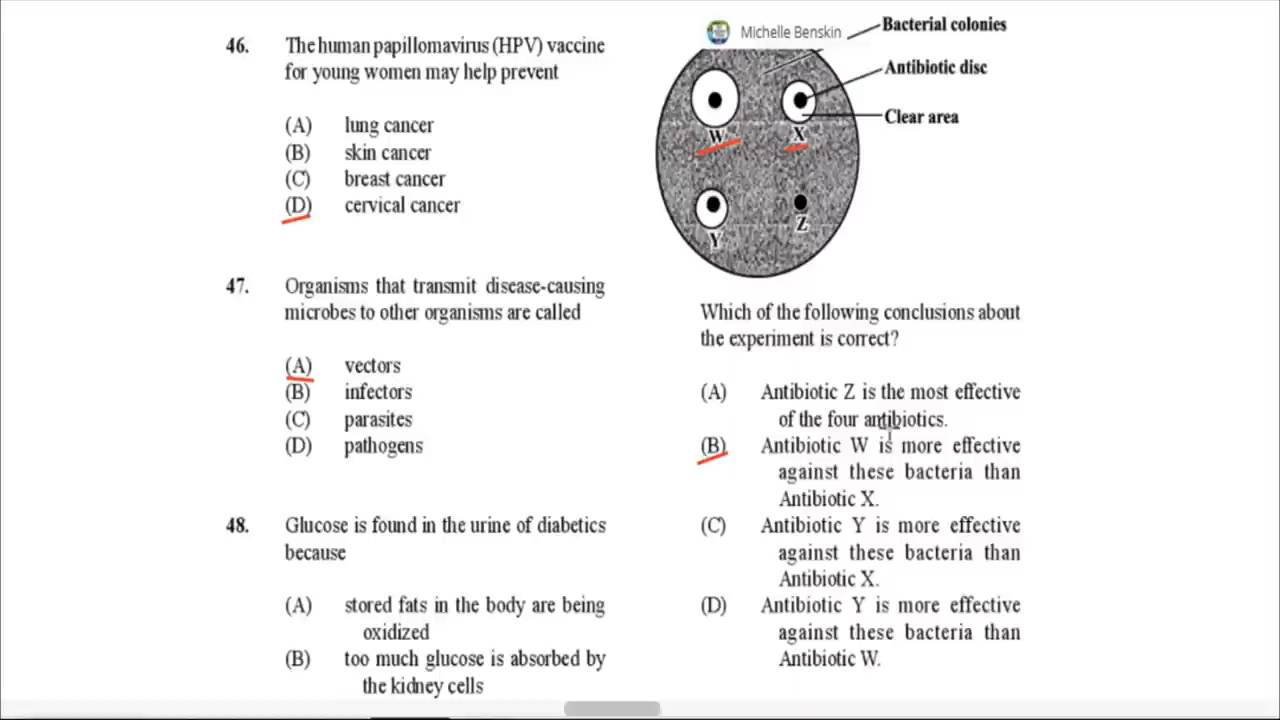 46. The human papillomavirus (HPV) vaccine
for young women may help prevent
(A) lung cancer
(B) skin cancer
(C) breast cancer
(D) cervical cancer
47. Organisms that transmit disease-causing
microbes to other organisms are called
(A) vectors
(B) infectors
(C) parasites
(D) pathogens
48. Glucose is found in the urine of diabetics
because
(A) stored fats in the body are being
oxidized
(B) too much glucose is absorbed by
the kidney cells
Michelle Benskin
Bacterial colonies
Antibiotic disc
Clear area
W X
Y Z
Which of the following conclusions about
the experiment is correct?
(A) Antibiotic Z is the most effective
of the four antibiotics.
(B) Antibiotic W is more effective
against these bacteria than
Antibiotic X.
(C) Antibiotic Y is more effective
against these bacteria than
Antibiotic X.
(D) Antibiotic Y is more effective
against these bacteria than
Antibiotic W.